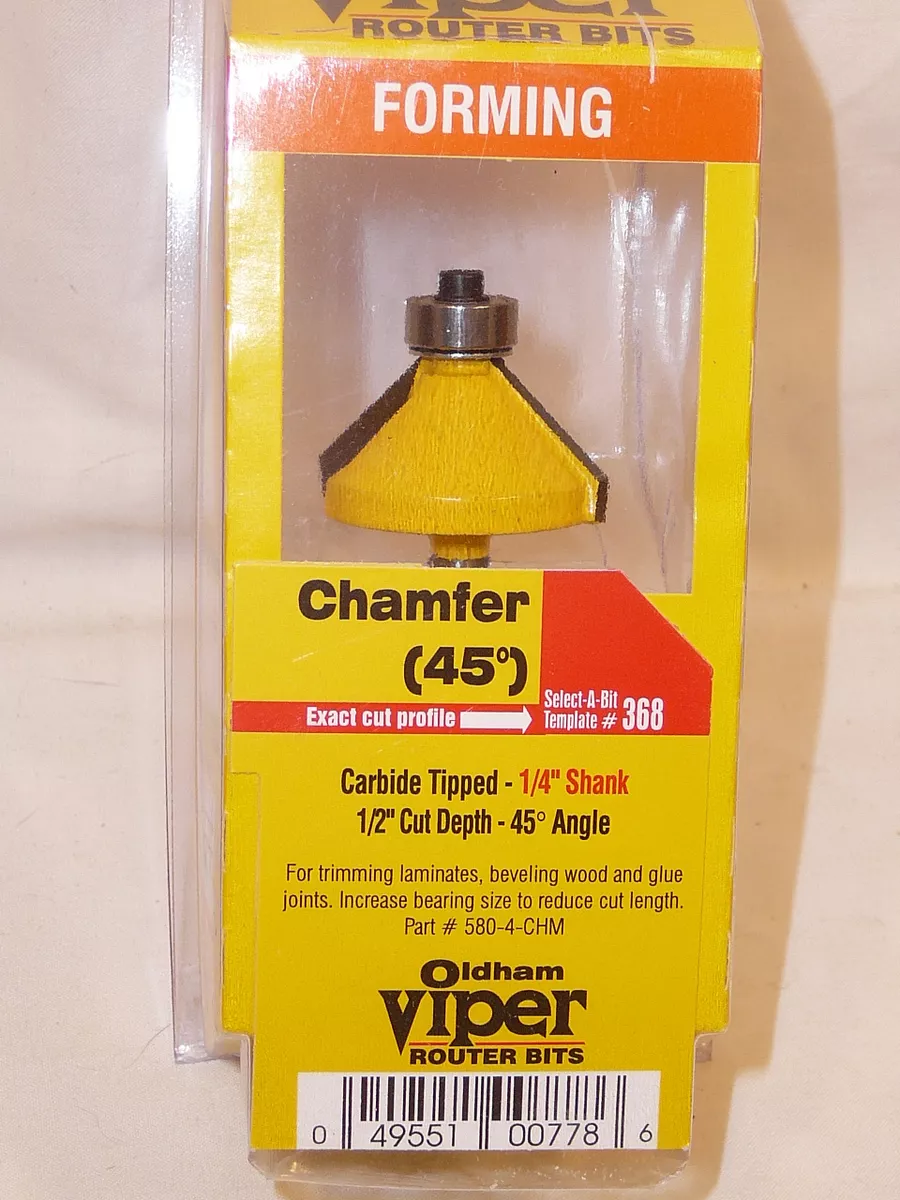 Viper
ROUTER BITS
FORMING
Chamfer
(45°)
Exact cut profile
Select-A-Bit
Template # 368
Carbide Tipped - 1/4" Shank
1/2" Cut Depth - 45° Angle
For trimming laminates, beveling wood and glue
joints. Increase bearing size to reduce cut length.
Part # 580-4-CHM
Oldham
Viper
ROUTER BITS
0 49551 00778 6